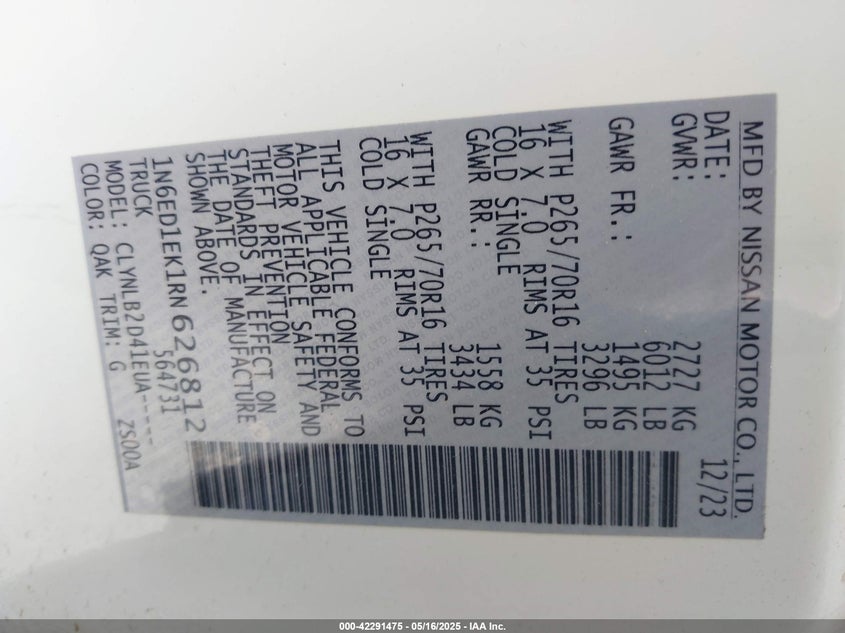 MFD BY NISSAN MOTOR CO., LTD.
DATE: 12/23
GVWR: 2727 KG
6012 LB
GAWR FR.: 1495 KG
3296 LB
WITH P265/70R16 TIRES
16 X 7.0 RIMS AT 35 PSI
COLD SINGLE
GAWR RR.: 1558 KG
3434 LB
WITH P265/70R16 TIRES
16 X 7.0 RIMS AT 35 PSI
COLD SINGLE
THIS VEHICLE CONFORMS TO
ALL APPLICABLE FEDERAL
MOTOR VEHICLE SAFETY AND
THEFT PREVENTION
STANDARDS IN EFFECT ON
THE DATE OF MANUFACTURE
SHOWN ABOVE.
1N6ED1EK1RN626812
TRUCK 564731
MODEL: CLYNLB2D41EUA-----
COLOR: QAK TRIM: G ZS00A
000-42291475 - 05/16/2025 - IAA Inc.